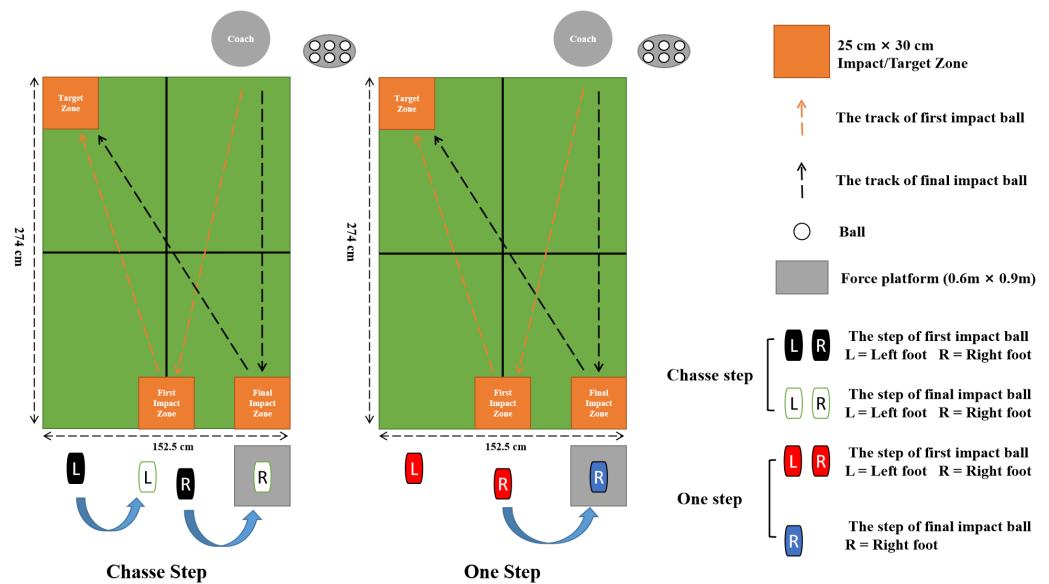 Coach
Target
Zone
274 cm
First
Impact
Zone
Final
Impact
Zone
152.5 cm
L
L
R
R
Chasse Step
Coach
Target
Zone
274 cm
First
Impact
Zone
Final
Impact
Zone
152.5 cm
L
R
R
One Step
25 cm × 30 cm
Impact/Target Zone
The track of first impact ball
The track of final impact ball
Ball
Force platform (0.6m × 0.9m)
Chasse step
L R
The step of first impact ball
L = Left foot R = Right foot
L R
The step of final impact ball
L = Left foot R = Right foot
One step
L R
The step of first impact ball
L = Left foot R = Right foot
R
The step of final impact ball
R = Right foot